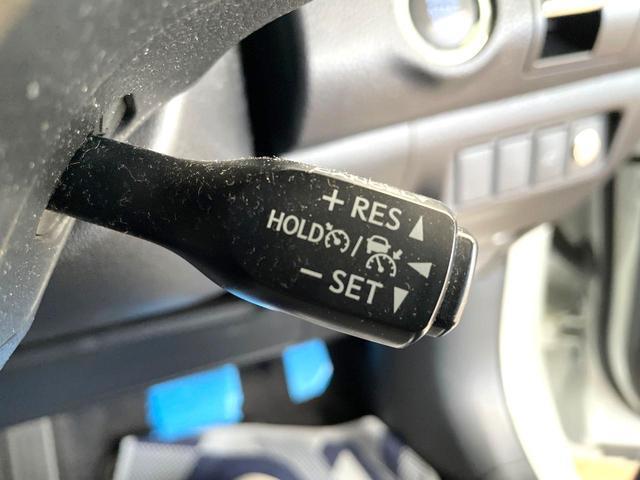 + RES
HOLD /
− SET